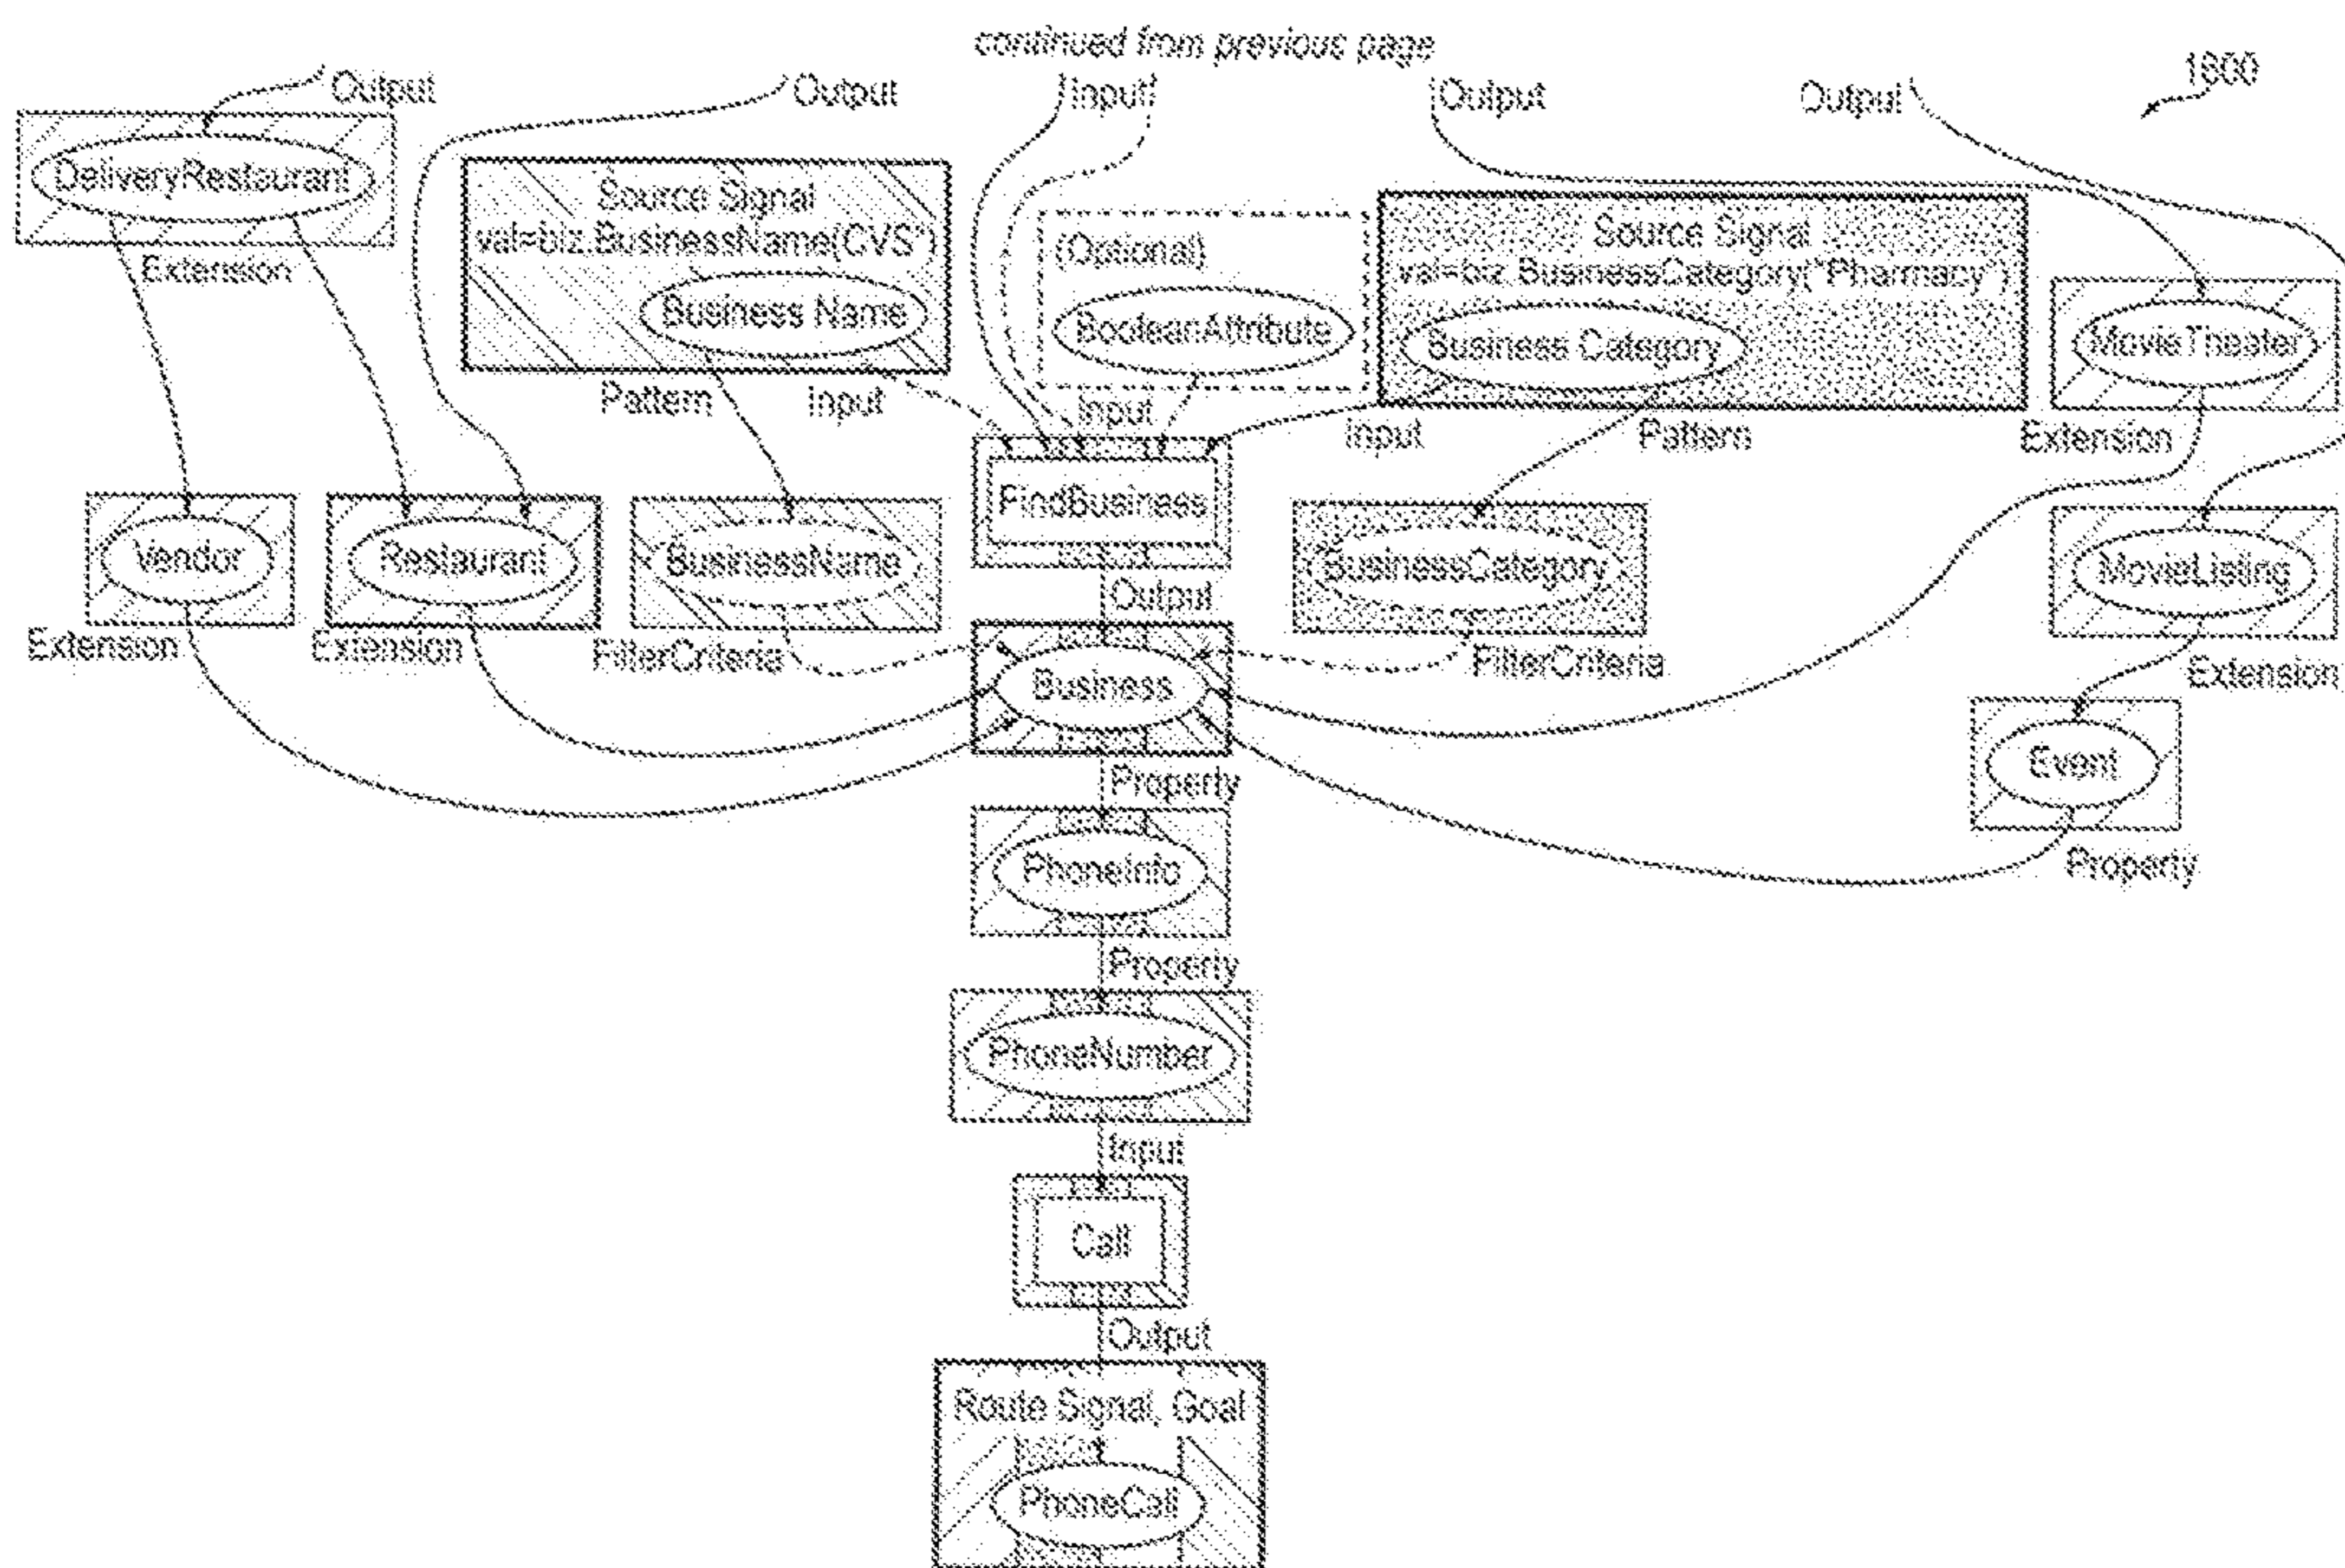 continued from previous page
1800
Output
Output
Input
Output
Output
DeliveryRestaurant
Extension
Source Signal
val=biz.BusinessName(CVS")
Business Name
Pattern
Input
(Optional)
BooleanAttribute
Input
Source Signal
val=biz.BusinessCategory("Pharmacy")
Business Category
Input
Pattern
MovieTheater
Extension
Vendor
Restaurant
BusinessName
FindBusiness
BusinessCategory
MovieListing
Extension
Extension
FilterCriteria
Output
FilterCriteria
Extension
Business
Event
Property
Property
PhoneInfo
Property
PhoneNumber
Input
Call
Output
Route Signal, Goal
PhoneCall